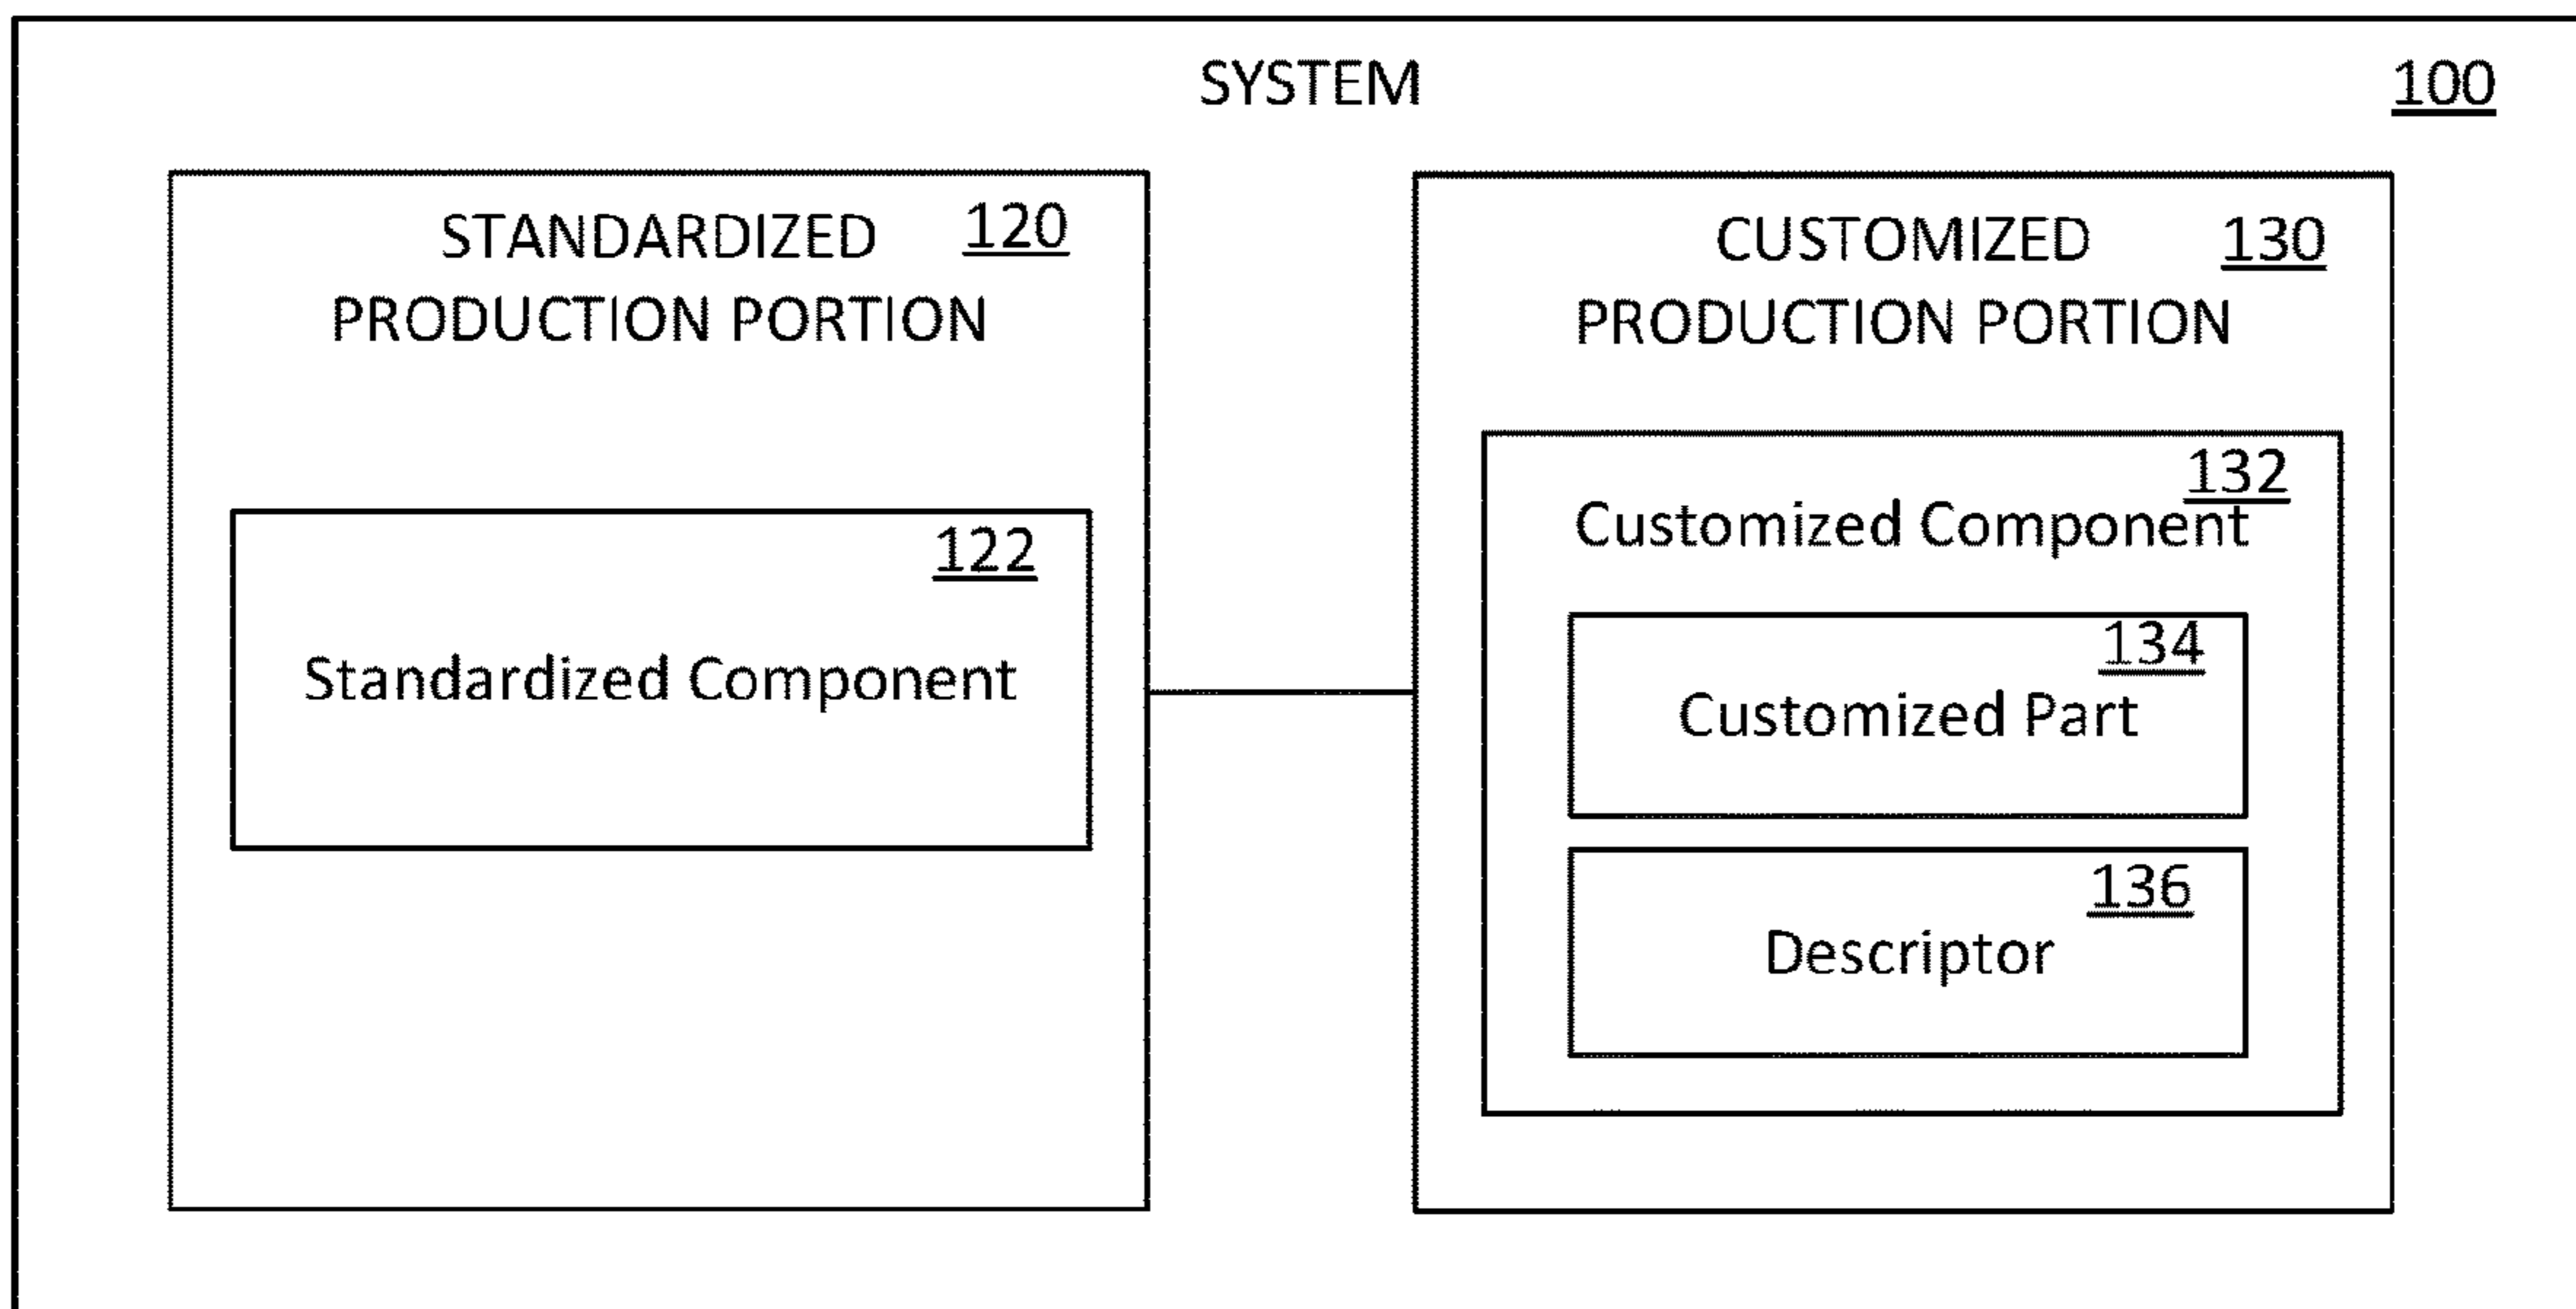 SYSTEM 100
STANDARDIZED 120
PRODUCTION PORTION
122
Standardized Component
CUSTOMIZED 130
PRODUCTION PORTION
132
Customized Component
134
Customized Part
136
Descriptor